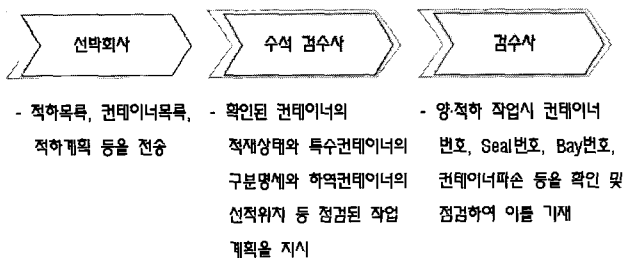 선박회사
수석 검수사
검수사
- 적하목록, 컨테이너목록,
적하계획 등을 전송
- 확인된 컨테이너의
적재상태와 특수컨테이너의
구분명세와 하역컨테이너의
선적위치 등 점검된 작업
계획을 지시
- 양·적하 작업시 컨테이너
번호, Seal번호, Bay번호,
컨테이너파손 등을 확인 및
점검하여 이를 기재